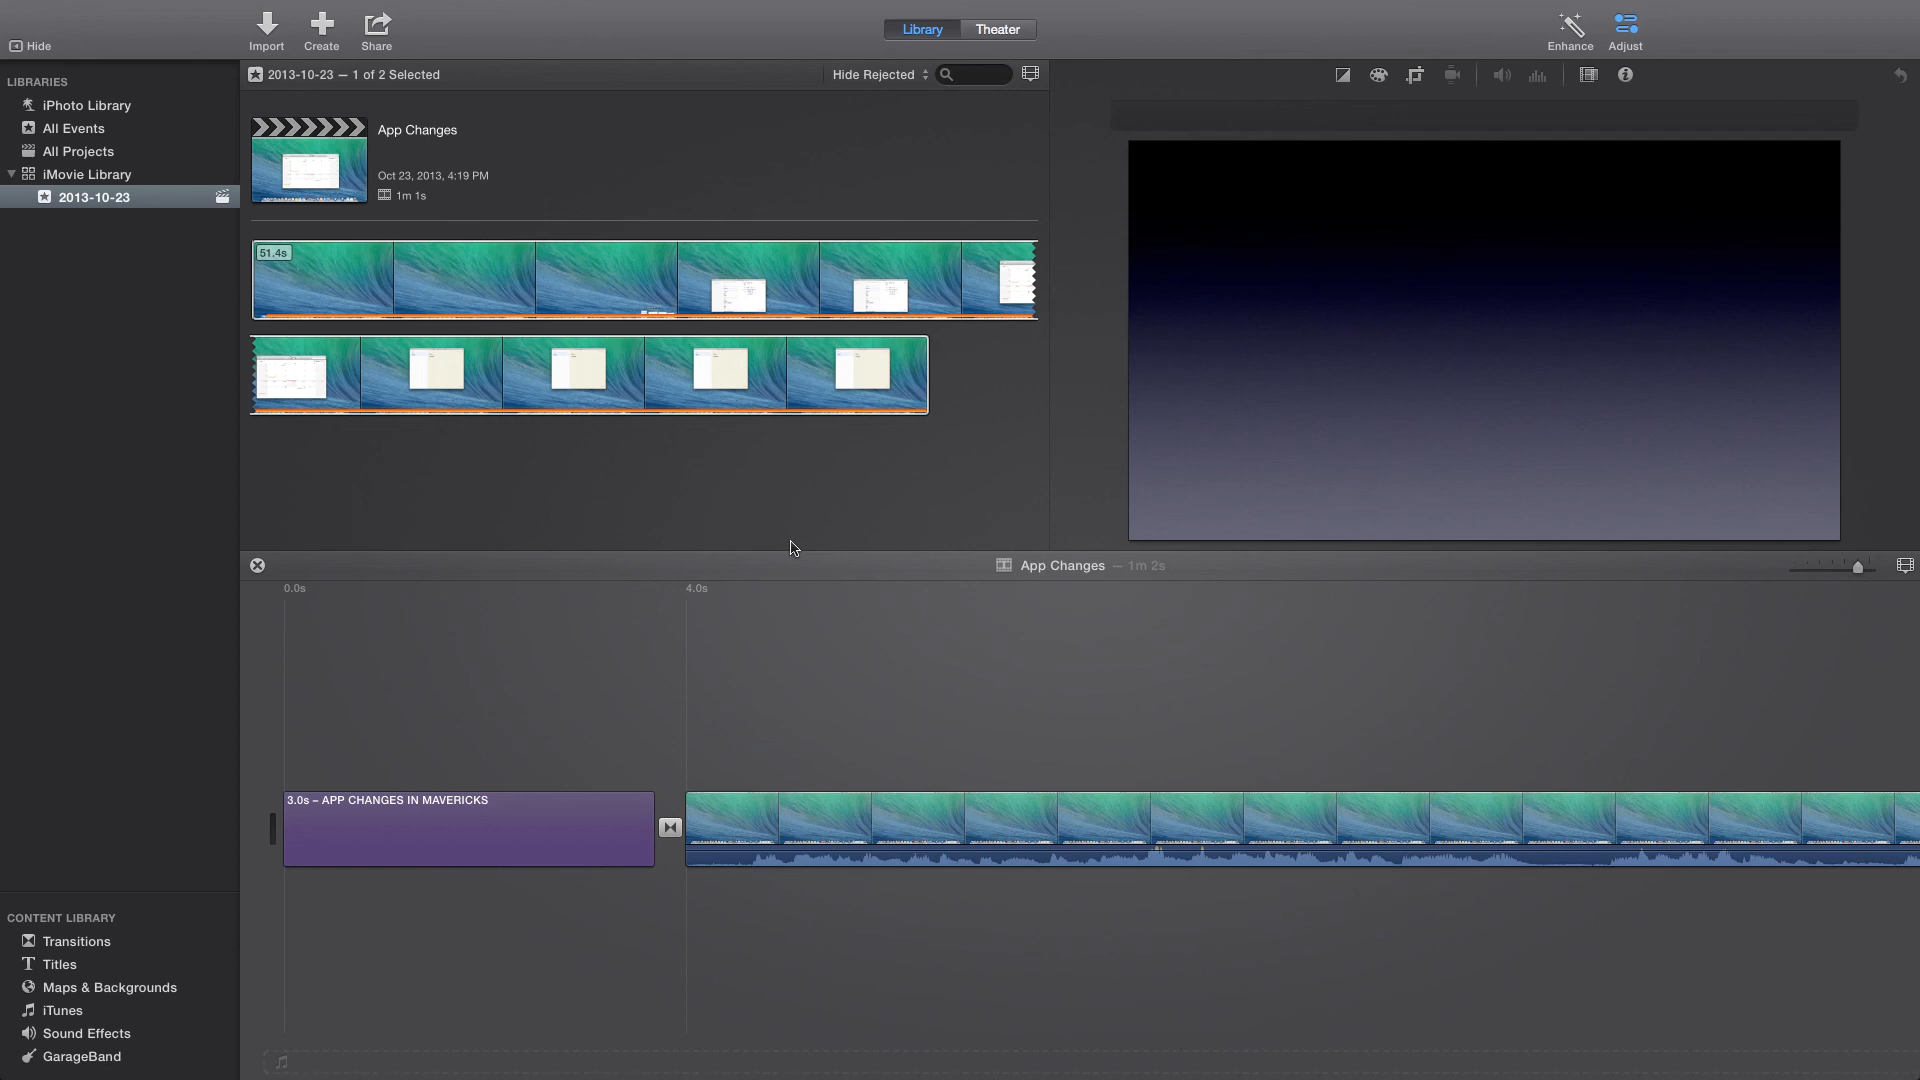 Hide
Import
Create
Share
Library
Theater
Enhance
Adjust
LIBRARIES
iPhoto Library
All Events
All Projects
iMovie Library
2013-10-23
2013-10-23 — 1 of 2 Selected
Hide Rejected
App Changes
Oct 23, 2013, 4:19 PM
1m 1s
51.4s
App Changes — 1m 2s
0.0s
4.0s
3.0s – APP CHANGES IN MAVERICKS
CONTENT LIBRARY
Transitions
Titles
Maps & Backgrounds
iTunes
Sound Effects
GarageBand